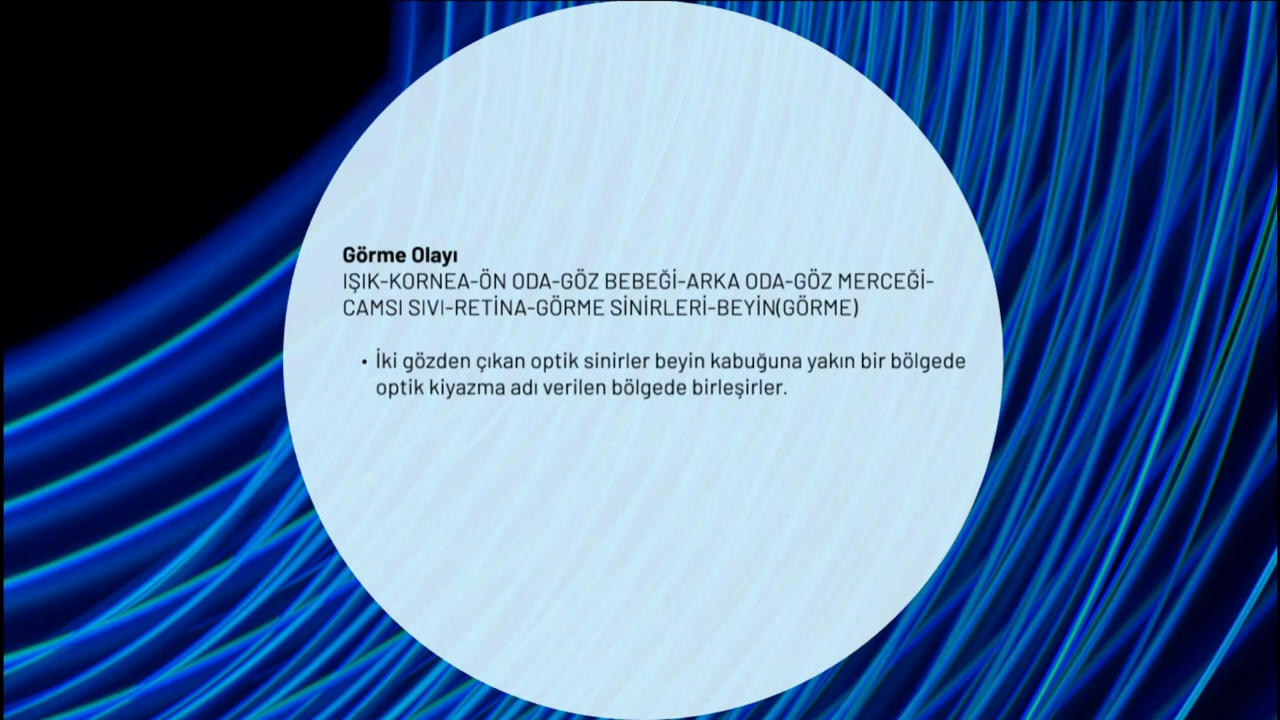 Görme Olayı
IŞIK-KORNEA-ÖN ODA-GÖZ BEBEĞİ-ARKA ODA-GÖZ MERCEĞİ-
CAMSI SIVI-RETİNA-GÖRME SİNİRLERİ-BEYİN(GÖRME)
• İki gözden çıkan optik sinirler beyin kabuğuna yakın bir bölgede
optik kiyazma adı verilen bölgede birleşirler.